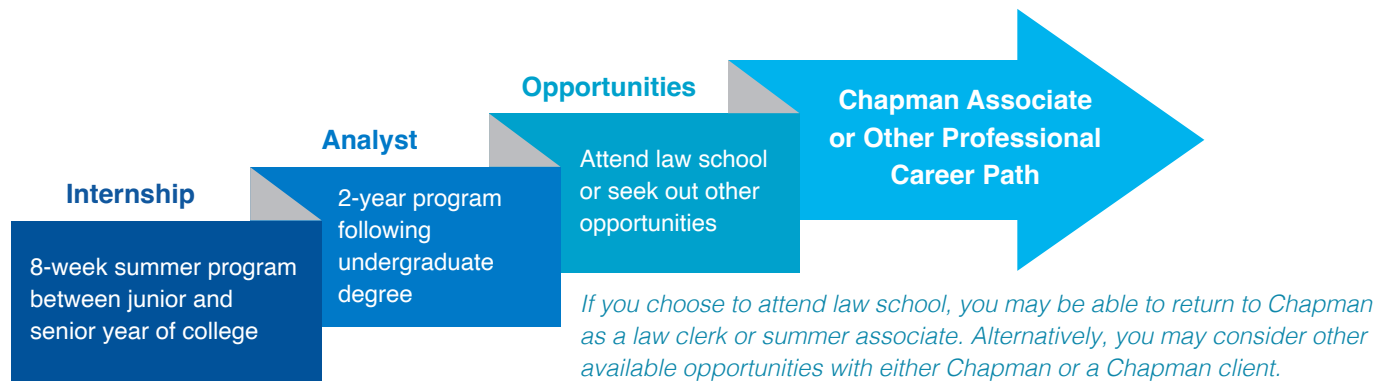 Internship
8-week summer program
between junior and
senior year of college
Analyst
2-year program
following
undergraduate
degree
Opportunities
Attend law school
or seek out other
opportunities
Chapman Associate
or Other Professional
Career Path
If you choose to attend law school, you may be able to return to Chapman
as a law clerk or summer associate. Alternatively, you may consider other
available opportunities with either Chapman or a Chapman client.